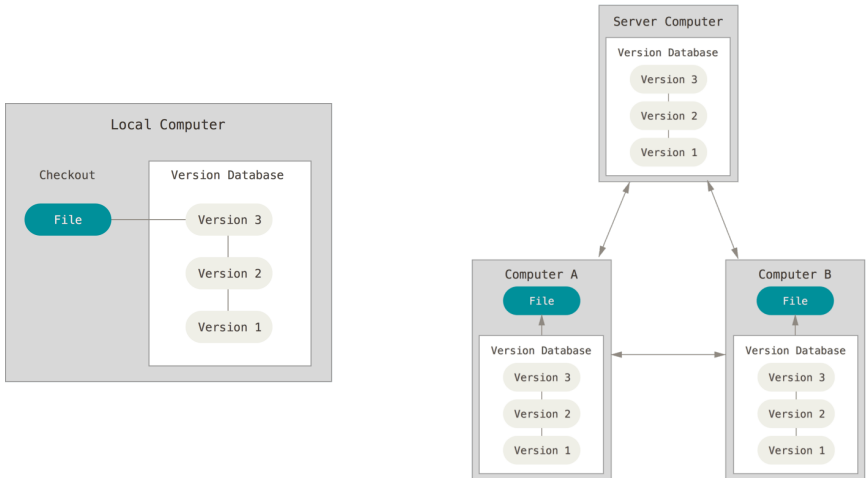 Local Computer
Checkout
Version Database
File
Version 3
Version 2
Version 1
Server Computer
Version Database
Version 3
Version 2
Version 1
Computer A
File
Version Database
Version 3
Version 2
Version 1
Computer B
File
Version Database
Version 3
Version 2
Version 1